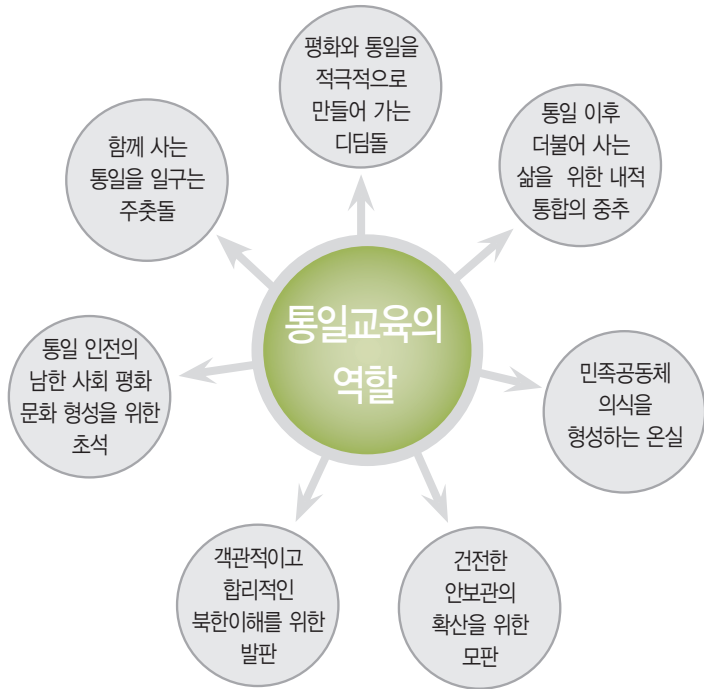 평화와 통일을
적극적으로
만들어 가는
디딤돌
통일 이후
더불어 사는
삶을 위한 내적
통합의 중추
함께 사는
통일을 일구는
주춧돌
통일교육의
역할
통일 인전의
남한 사회 평화
문화 형성을 위한
초석
민족공동체
의식을
형성하는 온실
객관적이고
합리적인
북한이해를 위한
발판
건전한
안보관의
확산을 위한
모판